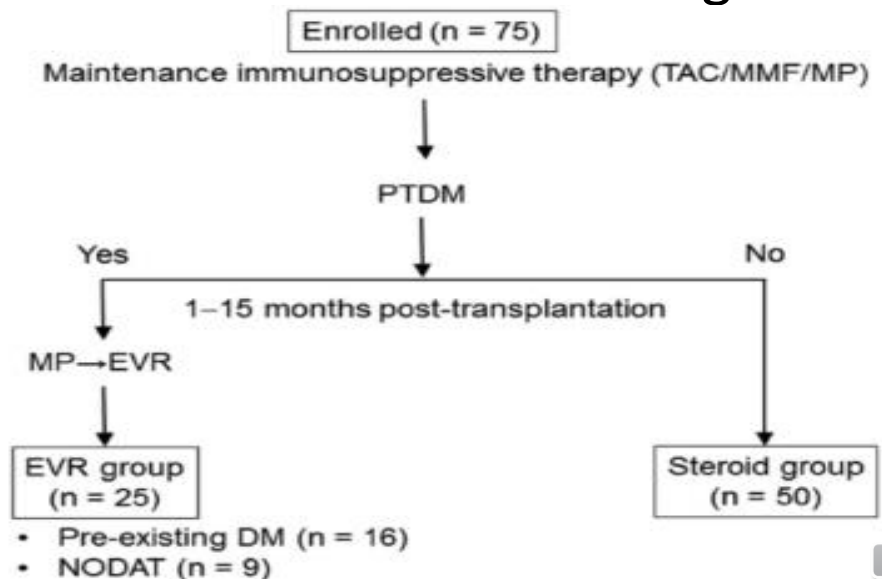 Enrolled (n = 75)
Maintenance immunosuppressive therapy (TAC/MMF/MP)
PTDM
Yes
No
1–15 months post-transplantation
MP→EVR
EVR group
(n = 25)
Steroid group
(n = 50)
• Pre-existing DM (n = 16)
• NODAT (n = 9)